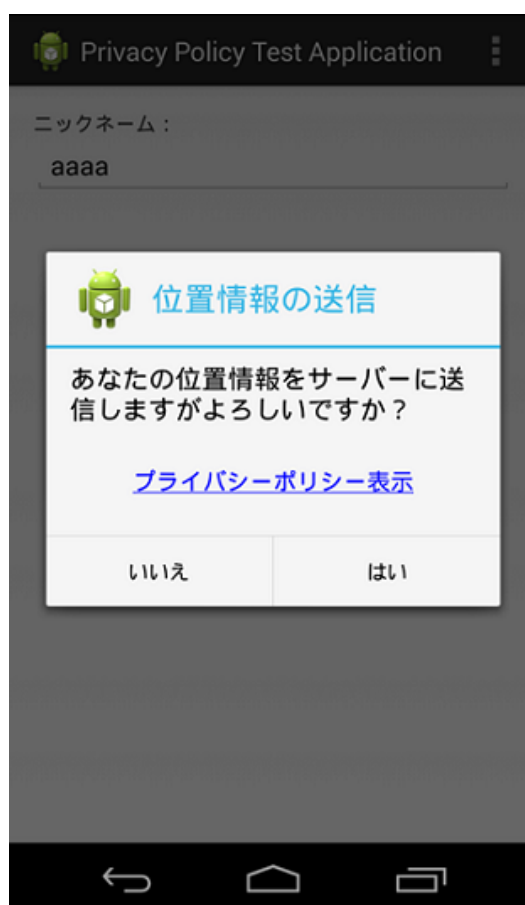 Privacy Policy Test Application
ニックネーム：
aaaa
位置情報の送信
あなたの位置情報をサーバーに送
信しますがよろしいですか？
プライバシーポリシー表示
いいえ
はい